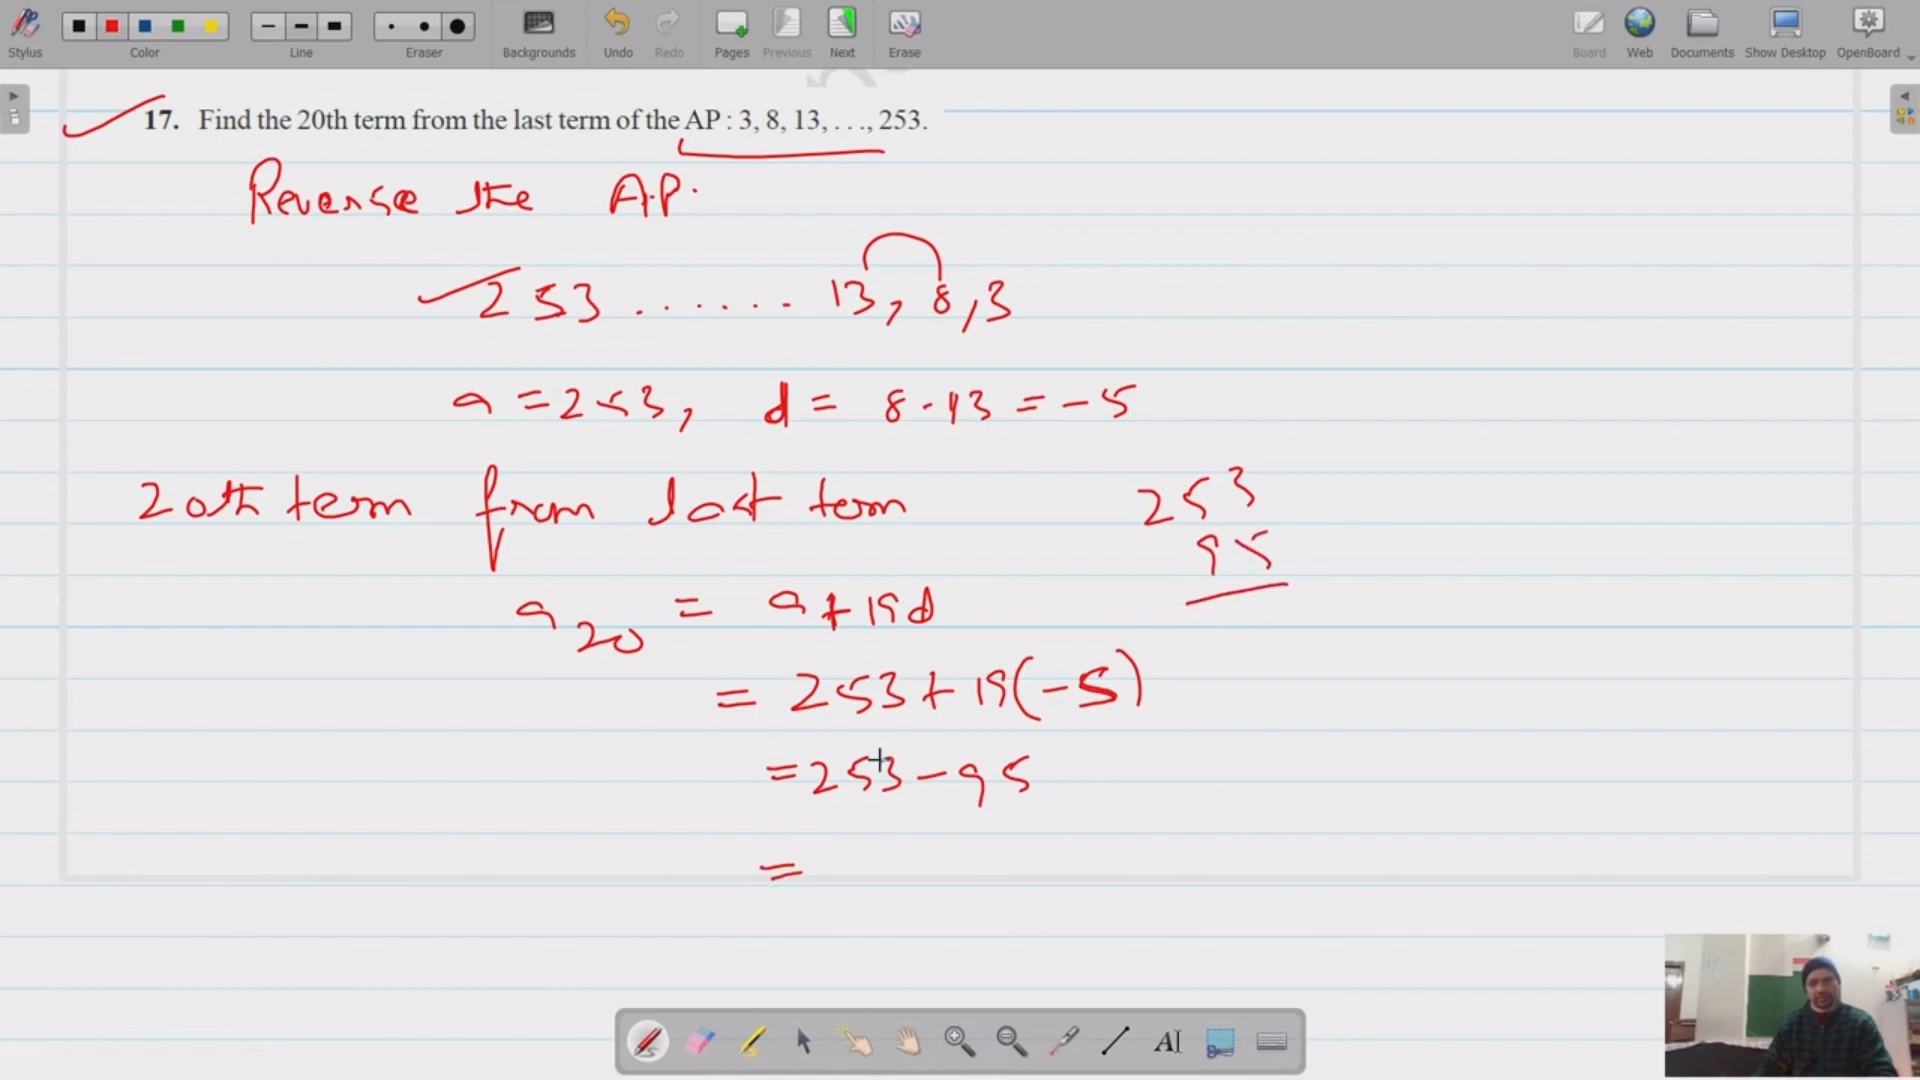 Stylus Color Line Eraser Backgrounds Undo Redo Pages Previous Next Erase Board Web Documents Show Desktop OpenBoard
17. Find the 20th term from the last term of the AP : 3, 8, 13, . . ., 253.
Reverse the A.P.
253 ...... 13, 8, 3
a = 253, d = 8 - 13 = -5
20th term from last term
253
95
a20 = a + 19d
= 253 + 19(-5)
= 253 - 95
=
AI